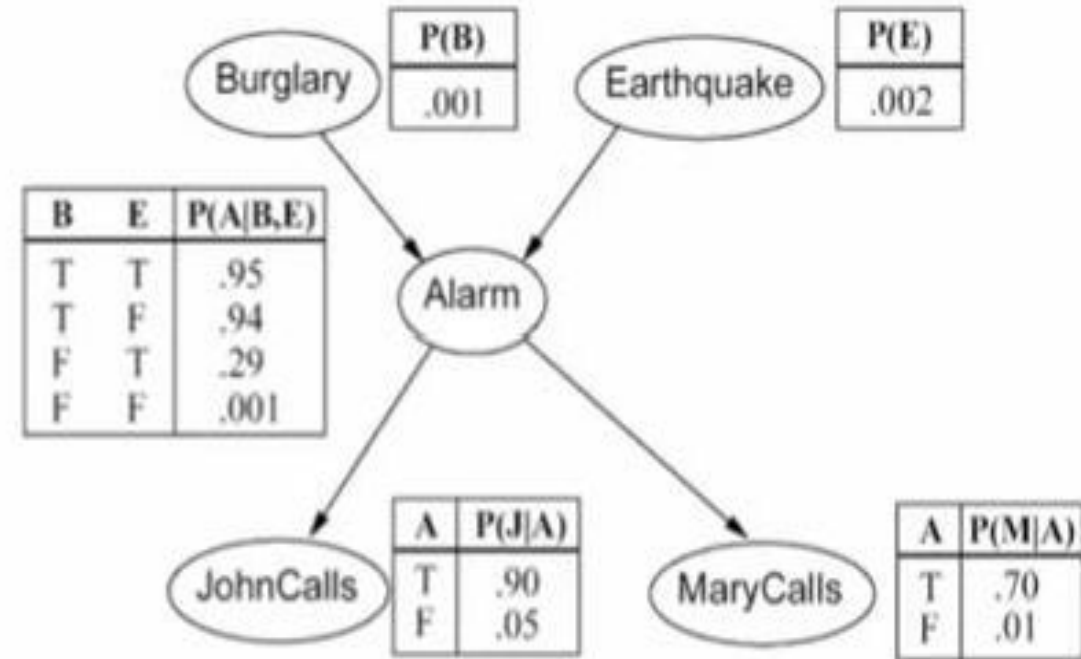 Burglary
P(B)
.001
Earthquake
P(E)
.002
B E P(A|B,E)
T T .95
T F .94
F T .29
F F .001
Alarm
JohnCalls
A P(J|A)
T .90
F .05
MaryCalls
A P(M|A)
T .70
F .01